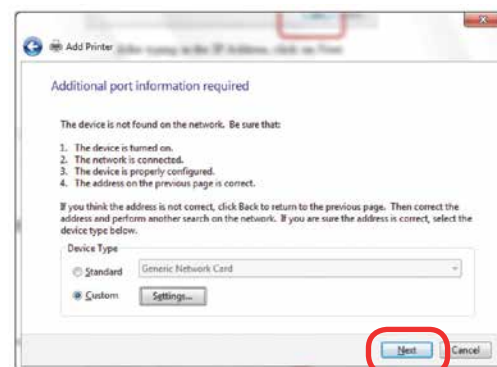 Add Printer
Additional port information required
The device is not found on the network. Be sure that:
1. The device is turned on.
2. The network is connected.
3. The device is properly configured.
4. The address on the previous page is correct.
If you think the address is not correct, click Back to return to the previous page. Then correct the
address and perform another search on the network. If you are sure the address is correct, select the
device type below.
Device Type
Standard Generic Network Card
Custom Settings...
Next Cancel